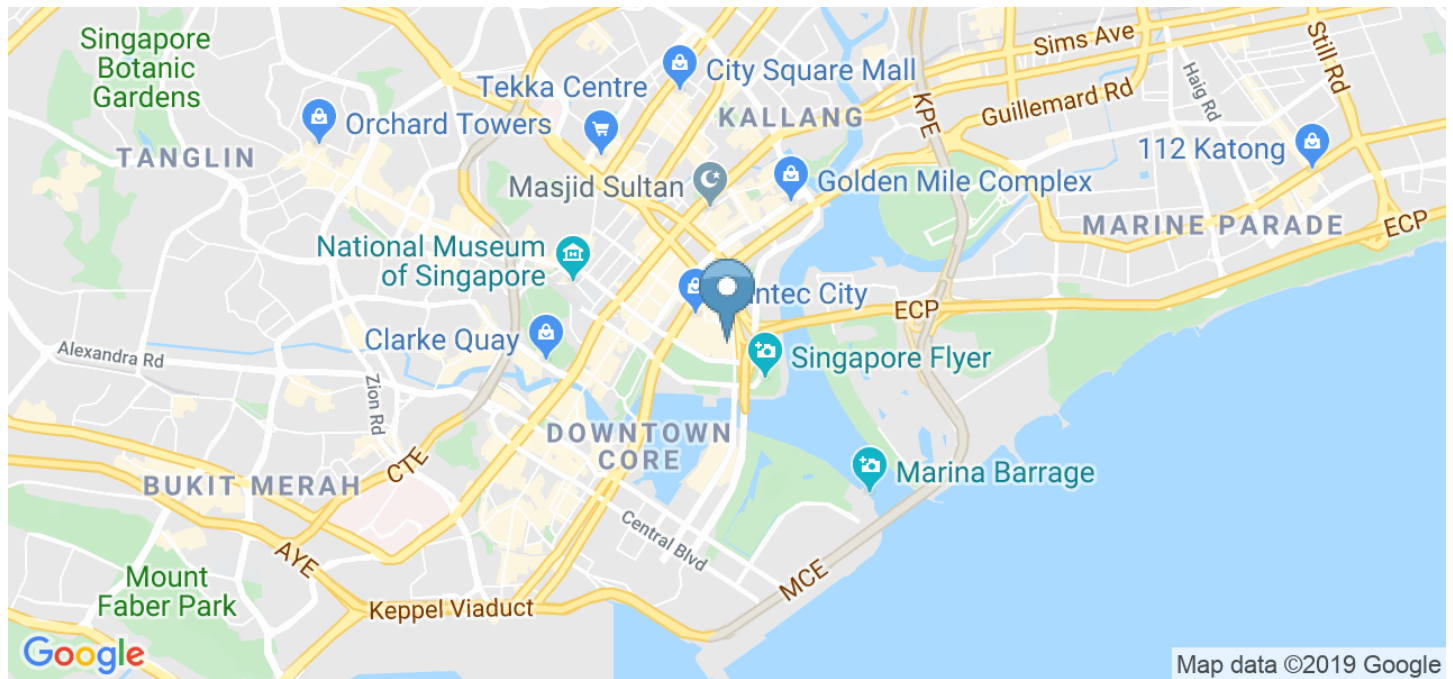 Singapore
Botanic
Gardens
Sims Ave
Still Rd
City Square Mall
Tekka Centre
Haig Rd
KPE
Guillemard Rd
KALLANG
Orchard Towers
TANGLIN
112 Katong
Masjid Sultan
Golden Mile Complex
MARINE PARADE
ECP
National Museum
of Singapore
ntec City
ECP
Clarke Quay
Alexandra Rd
Singapore Flyer
Zion Rd
DOWNTOWN
CORE
CTE
BUKIT MERAH
Marina Barrage
Central Blvd
AYE
MCE
Mount
Faber Park
Keppel Viaduct
Google
Map data ©2019 Google